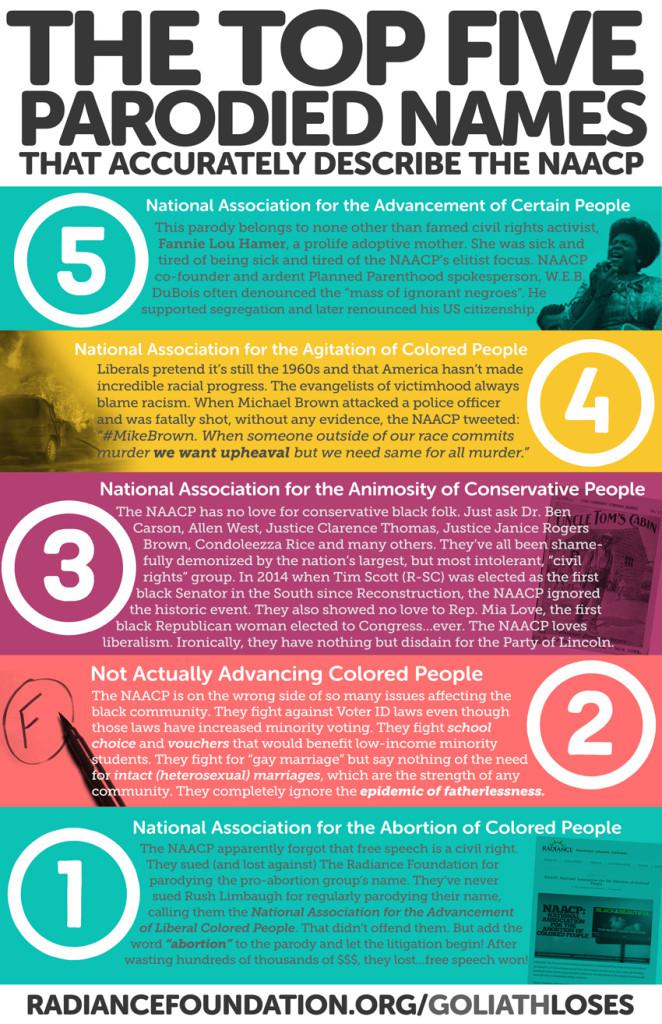 THE TOP FIVE
PARODIED NAMES
THAT ACCURATELY DESCRIBE THE NAACP
5
National Association for the Advancement of Certain People
This parody belongs to none other than famed civil rights activist,
Fannie Lou Hamer, a prolife adoptive mother. She was sick and
tired of being sick and tired of the NAACP's elitist focus. NAACP
co-founder and ardent Planned Parenthood spokesperson, W.E.B.
DuBois often denounced the "mass of ignorant negroes". He
supported segregation and later renounced his US citizenship.
National Association for the Agitation of Colored People
Liberals pretend it's still the 1960s and that America hasn't made
incredible racial progress. The evangelists of victimhood always
blame racism. When Michael Brown attacked a police officer
and was fatally shot, without any evidence, the NAACP tweeted:
"#MikeBrown. When someone outside of our race commits
murder we want upheaval but we need same for all murder."
4
National Association for the Animosity of Conservative People
3
The NAACP has no love for conservative black folk. Just ask Dr. Ben
Carson, Allen West, Justice Clarence Thomas, Justice Janice Rogers
Brown, Condoleezza Rice and many others. They've all been shame-
fully demonized by the nation's largest, but most intolerant, "civil
rights" group. In 2014 when Tim Scott (R-SC) was elected as the first
black Senator in the South since Reconstruction, the NAACP ignored
the historic event. They also showed no love to Rep. Mia Love, the first
black Republican woman elected to Congress...ever. The NAACP loves
liberalism. Ironically, they have nothing but disdain for the Party of Lincoln.
UNCLE TOM'S CABIN
Not Actually Advancing Colored People
The NAACP is on the wrong side of so many issues affecting the
black community. They fight against Voter ID laws even though
those laws have increased minority voting. They fight school
choice and vouchers that would benefit low-income minority
students. They fight for "gay marriage" but say nothing of the need
for intact (heterosexual) marriages, which are the strength of any
community. They completely ignore the epidemic of fatherlessness.
F
2
National Association for the Abortion of Colored People
1
The NAACP apparently forgot that free speech is a civil right.
They sued (and lost against) The Radiance Foundation for
parodying the pro-abortion group's name. They've never
sued Rush Limbaugh for regularly parodying their name,
calling them the National Association for the Advancement
of Liberal Colored People. That didn't offend them. But add the
word "abortion" to the parody and let the litigation begin! After
wasting hundreds of thousands of $$$, they lost...free speech won!
RADIANCE
NAACP:
NATIONAL
ASSOCIATION
FOR THE
ABORTION OF
COLORED PEOPLE
RADIANCEFOUNDATION.ORG/GOLIATHLOSES